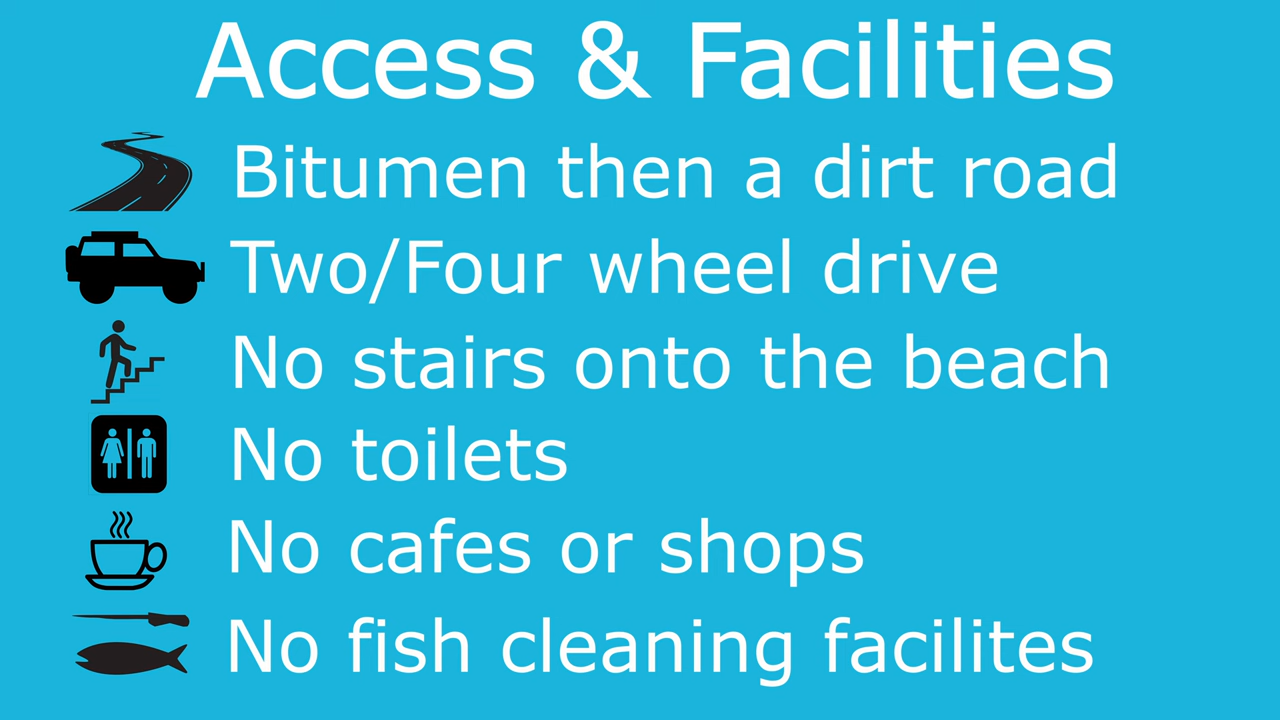 Access & Facilities
Bitumen then a dirt road
Two/Four wheel drive
No stairs onto the beach
No toilets
No cafes or shops
No fish cleaning facilites